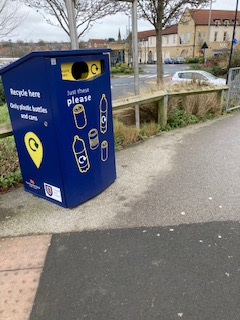 Recycle here
Only plastic bottles
and cans
Just these
please